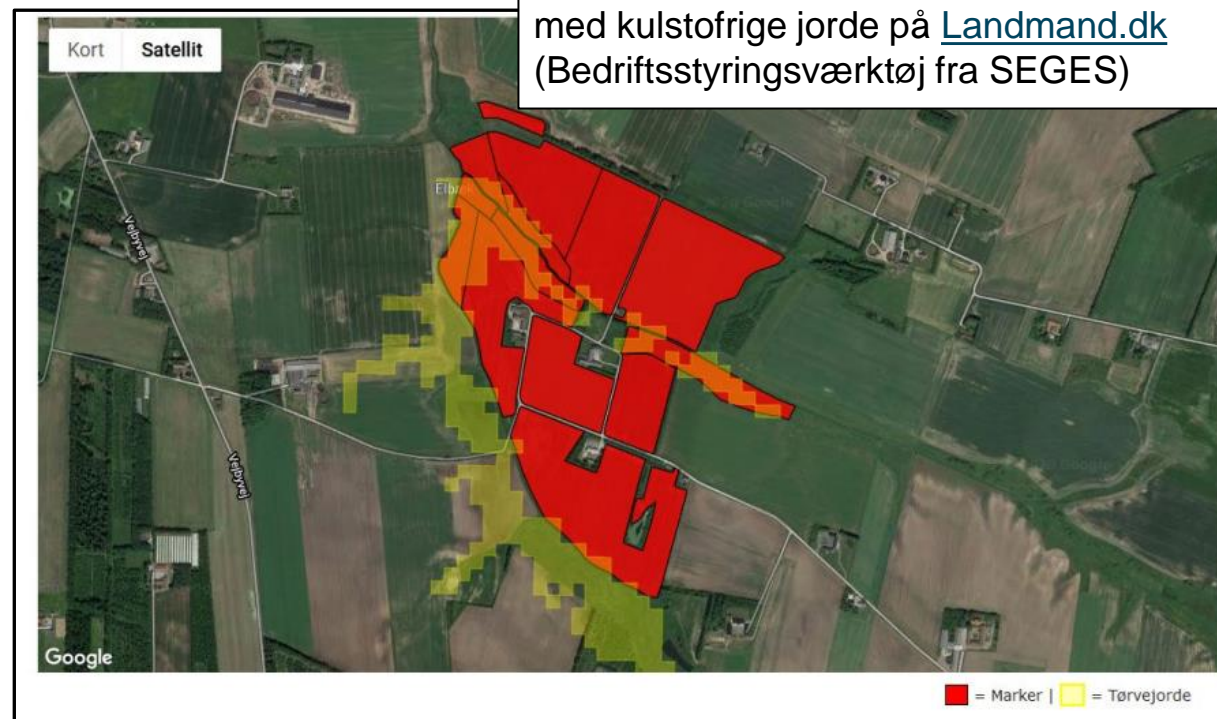 med kulstofrige jorde på Landmand.dk
(Bedriftsstyringsværktøj fra SEGES)
Kort Satellit
Elbæk
Vejbyvej
Vejbyvej
Google
= Marker | = Tørvejorde